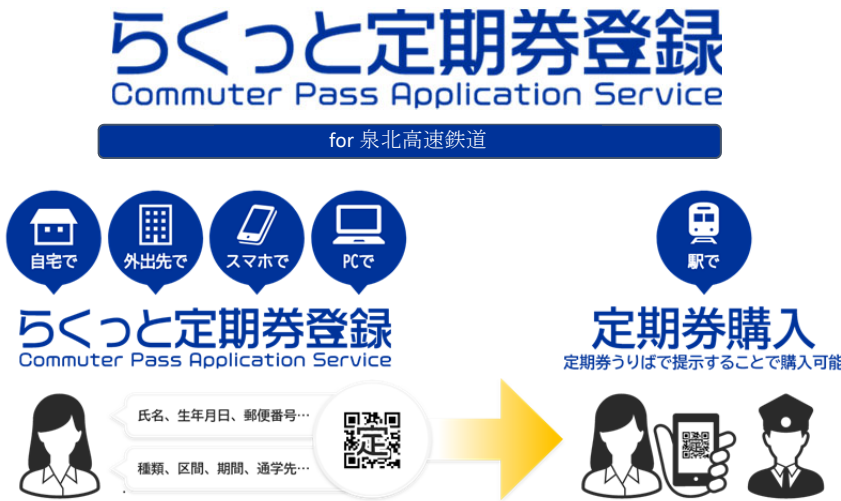 らくっと定期券登録
Commuter Pass Application Service
for 泉北高速鉄道
自宅で
外出先で
スマホで
PCで
駅で
らくっと定期券登録
Commuter Pass Application Service
定期券購入
定期券うりばで提示することで購入可能
氏名、生年月日、郵便番号…
種類、区間、期間、通学先…
定